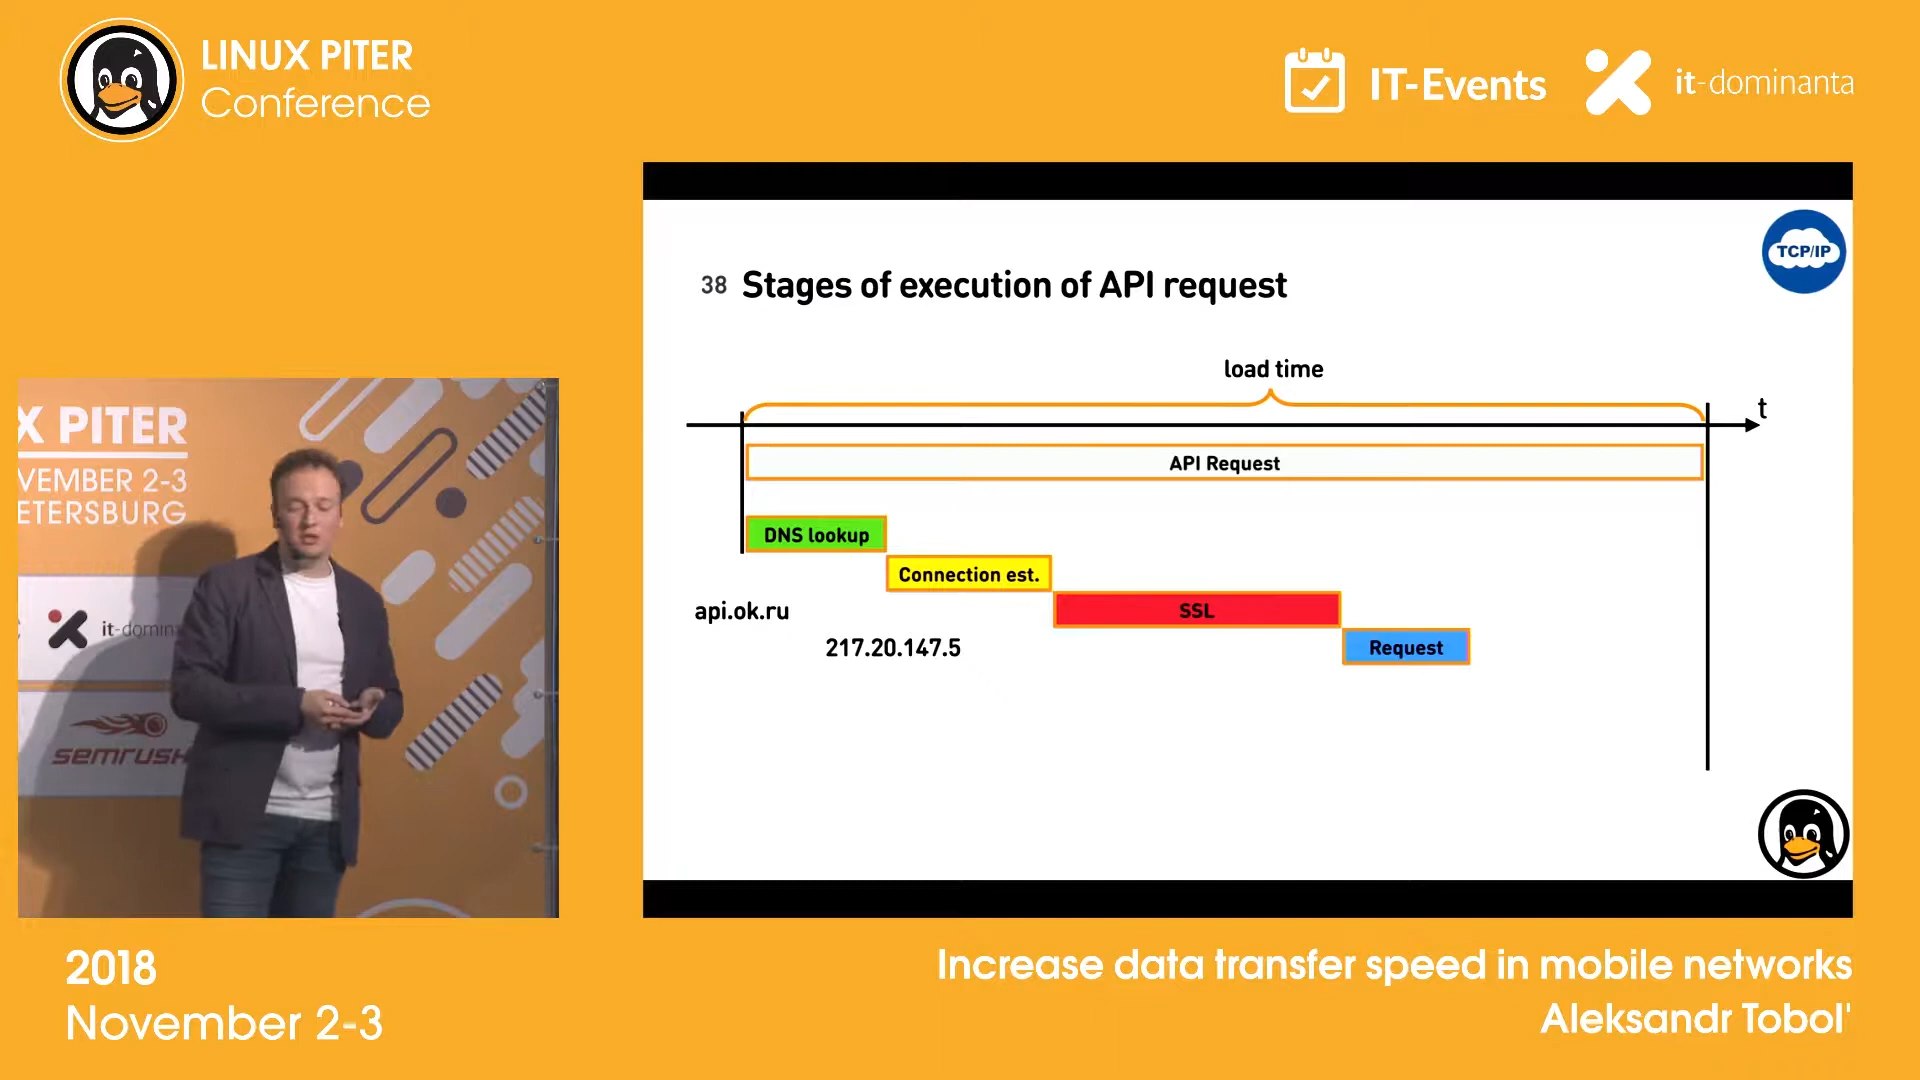 LINUX PITER
Conference
IT-Events
it-dominanta
TCP/IP
38 Stages of execution of API request
load time
t
API Request
DNS lookup
Connection est.
api.ok.ru
SSL
217.20.147.5
Request
X PITER
VEMBER 2-3
ETERSBURG
it-domin
semrush
2018
November 2-3
Increase data transfer speed in mobile networks
Aleksandr Tobol'